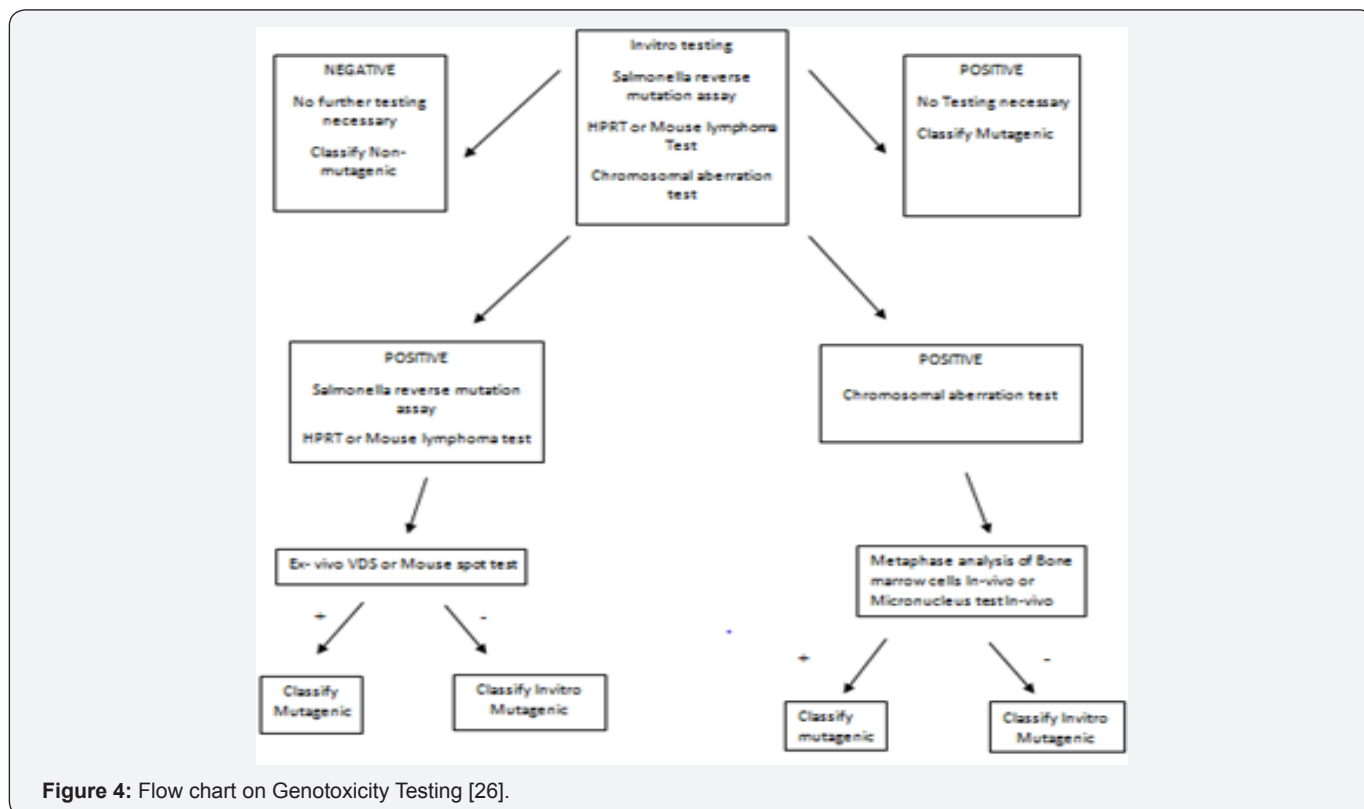 NEGATIVE
No further testing
necessary
Classify Non-
mutagenic
Invitro testing
Salmonella reverse
mutation assay
HPRT or Mouse lymphoma
Test
Chromosomal aberration
test
POSITIVE
No Testing necessary
Classify Mutagenic
POSITIVE
Salmonella reverse mutation
assay
HPRT or Mouse lymphoma test
POSITIVE
Chromosomal aberration test
Ex- vivo VDS or Mouse spot test
Metaphase analysis of Bone
marrow cells In-vivo or
Micronucleus test In-vivo
+
-
+
-
Classify
Mutagenic
Classify Invitro
Mutagenic
Classify
mutagenic
Classify Invitro
Mutagenic
Figure 4: Flow chart on Genotoxicity Testing [26].